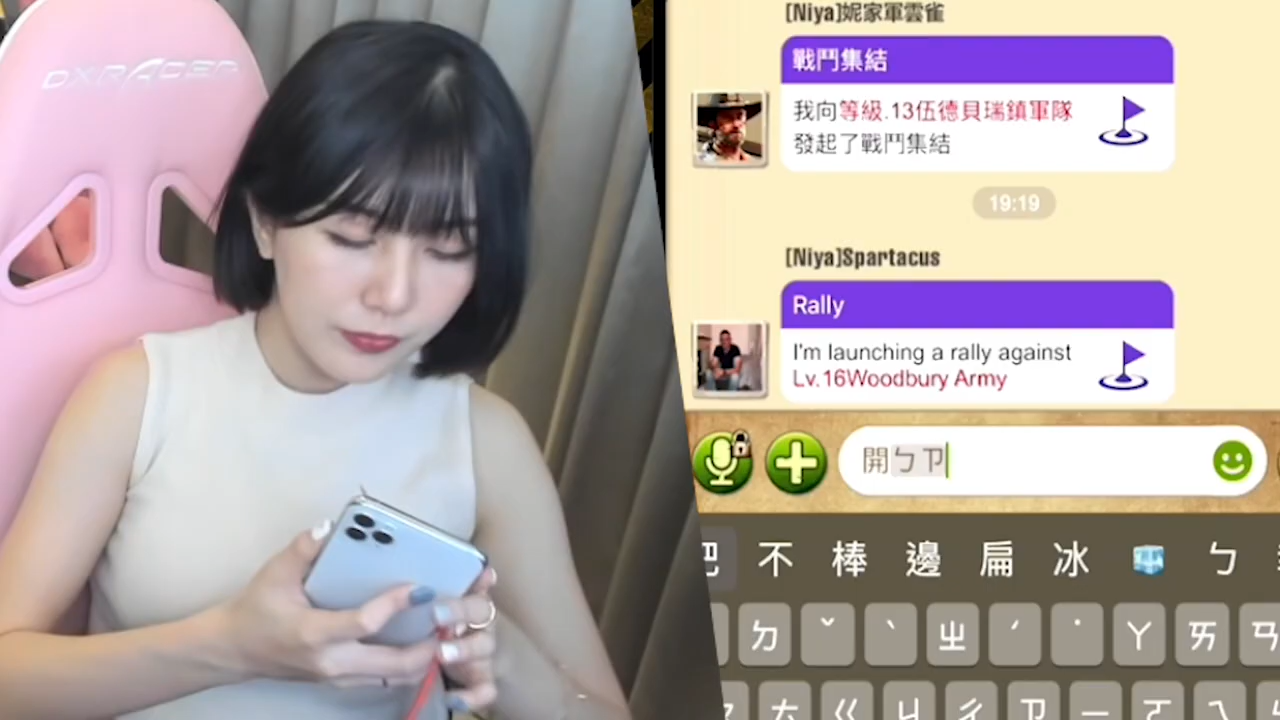 DXRACER
[Niya]妮家軍雲雀
戰鬥集結
我向等級.13伍德貝瑞鎮軍隊
發起了戰鬥集結
19:19
[Niya]Spartacus
Rally
I'm launching a rally against
Lv.16Woodbury Army
開ㄅㄗ
吧 不 棒 邊 扁 冰 🧊 ㄅ
ㄉ ˇ ˋ ㄓ ˊ ˙ ㄚ ㄞ ㄢ
ㄊ ㄍ ㄐ ㄔ ㄗ ㄧ ㄛ ㄟ